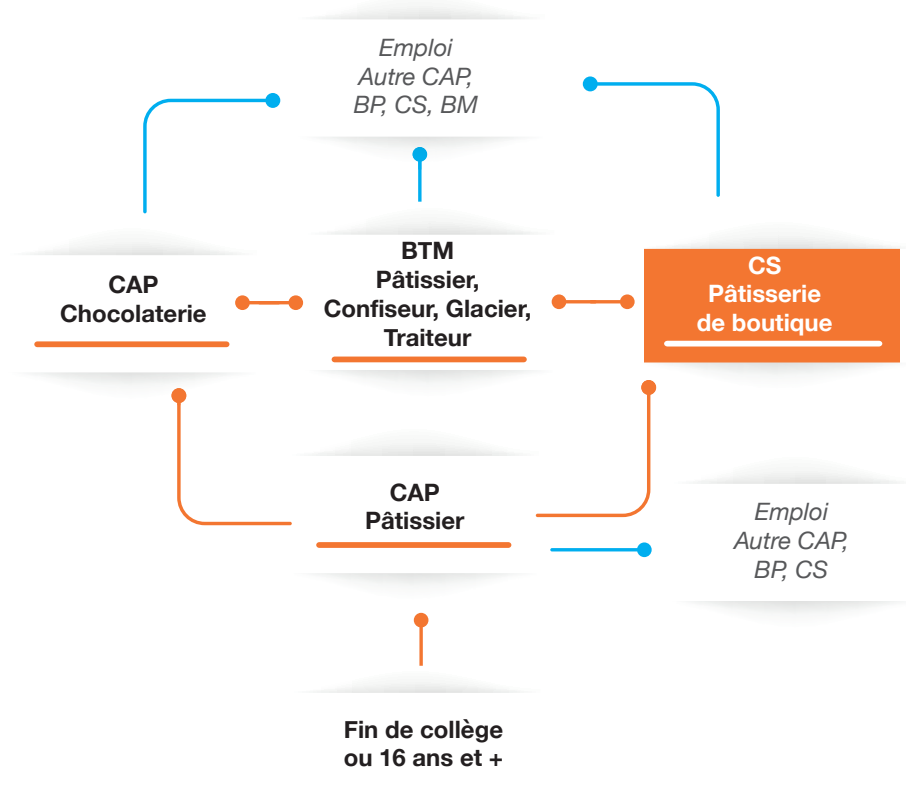 Emploi
Autre CAP,
BP, CS, BM
CAP
Chocolaterie
BTM
Pâtissier,
Confiseur, Glacier,
Traiteur
CS
Pâtisserie
de boutique
CAP
Pâtissier
Emploi
Autre CAP,
BP, CS
Fin de collège
ou 16 ans et +